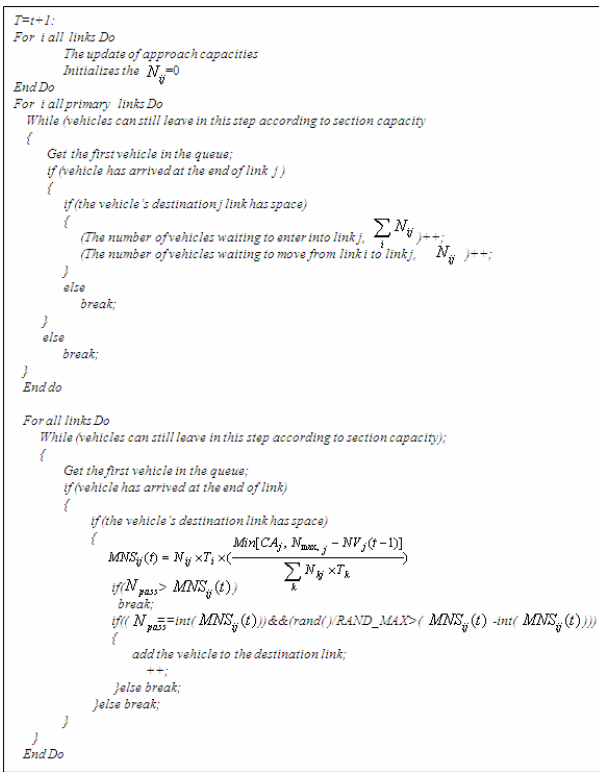 T=t+1:
For i all links Do
The update of approach capacities
Initializes the N_ij=0
End Do
For i all primary links Do
While (vehicles can still leave in this step according to section capacity
{
Get the first vehicle in the queue;
if (vehicle has arrived at the end of link j )
{
if(the vehicle's destination j link has space)
{
(The number of vehicles waiting to enter into link j, ∑_i N_ij )++;
(The number of vehicles waiting to move from link i to link j, N_ij )++;
}
else
break;
}
else
break;
}
End do
For all links Do
While (vehicles can still leave in this step according to section capacity);
{
Get the first vehicle in the queue;
if(vehicle has arrived at the end of link)
{
if(the vehicle's destination link has space)
{
MNS_ij(t) = N_ij × T_i × (Min[CA_j, N_max,j − NV_j(t−1)] / ∑_k N_kj × T_k)
if(N_pass> MNS_ij(t))
break;
if(( N_pass==int( MNS_ij(t)))&&(rand()/RAND_MAX>( MNS_ij(t) -int( MNS_ij(t))))
{
add the vehicle to the destination link;
++;
}else break;
}else break;
}
}
End Do